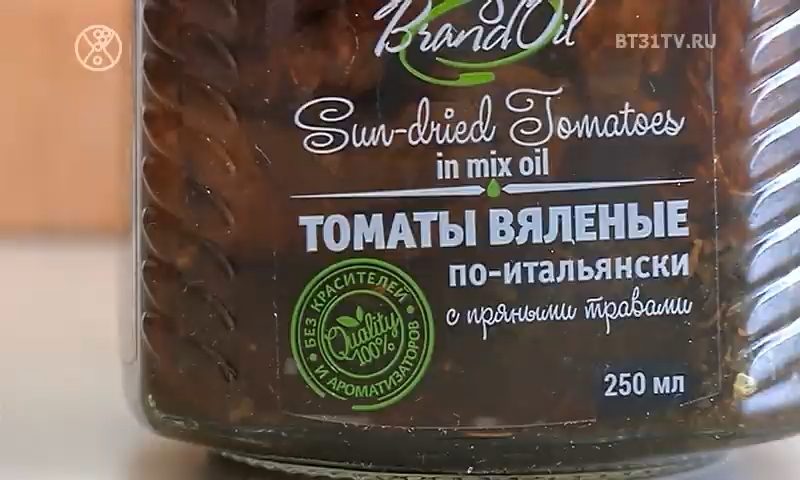 BrandOil
BT31TV.RU
Sun-dried Tomatoes
in mix oil
ТОМАТЫ ВЯЛЕНЫЕ
по-итальянски
с пряными травами
БЕЗ КРАСИТЕЛЕЙ
Quality
100%
И АРОМАТИЗАТОРОВ
250 мл